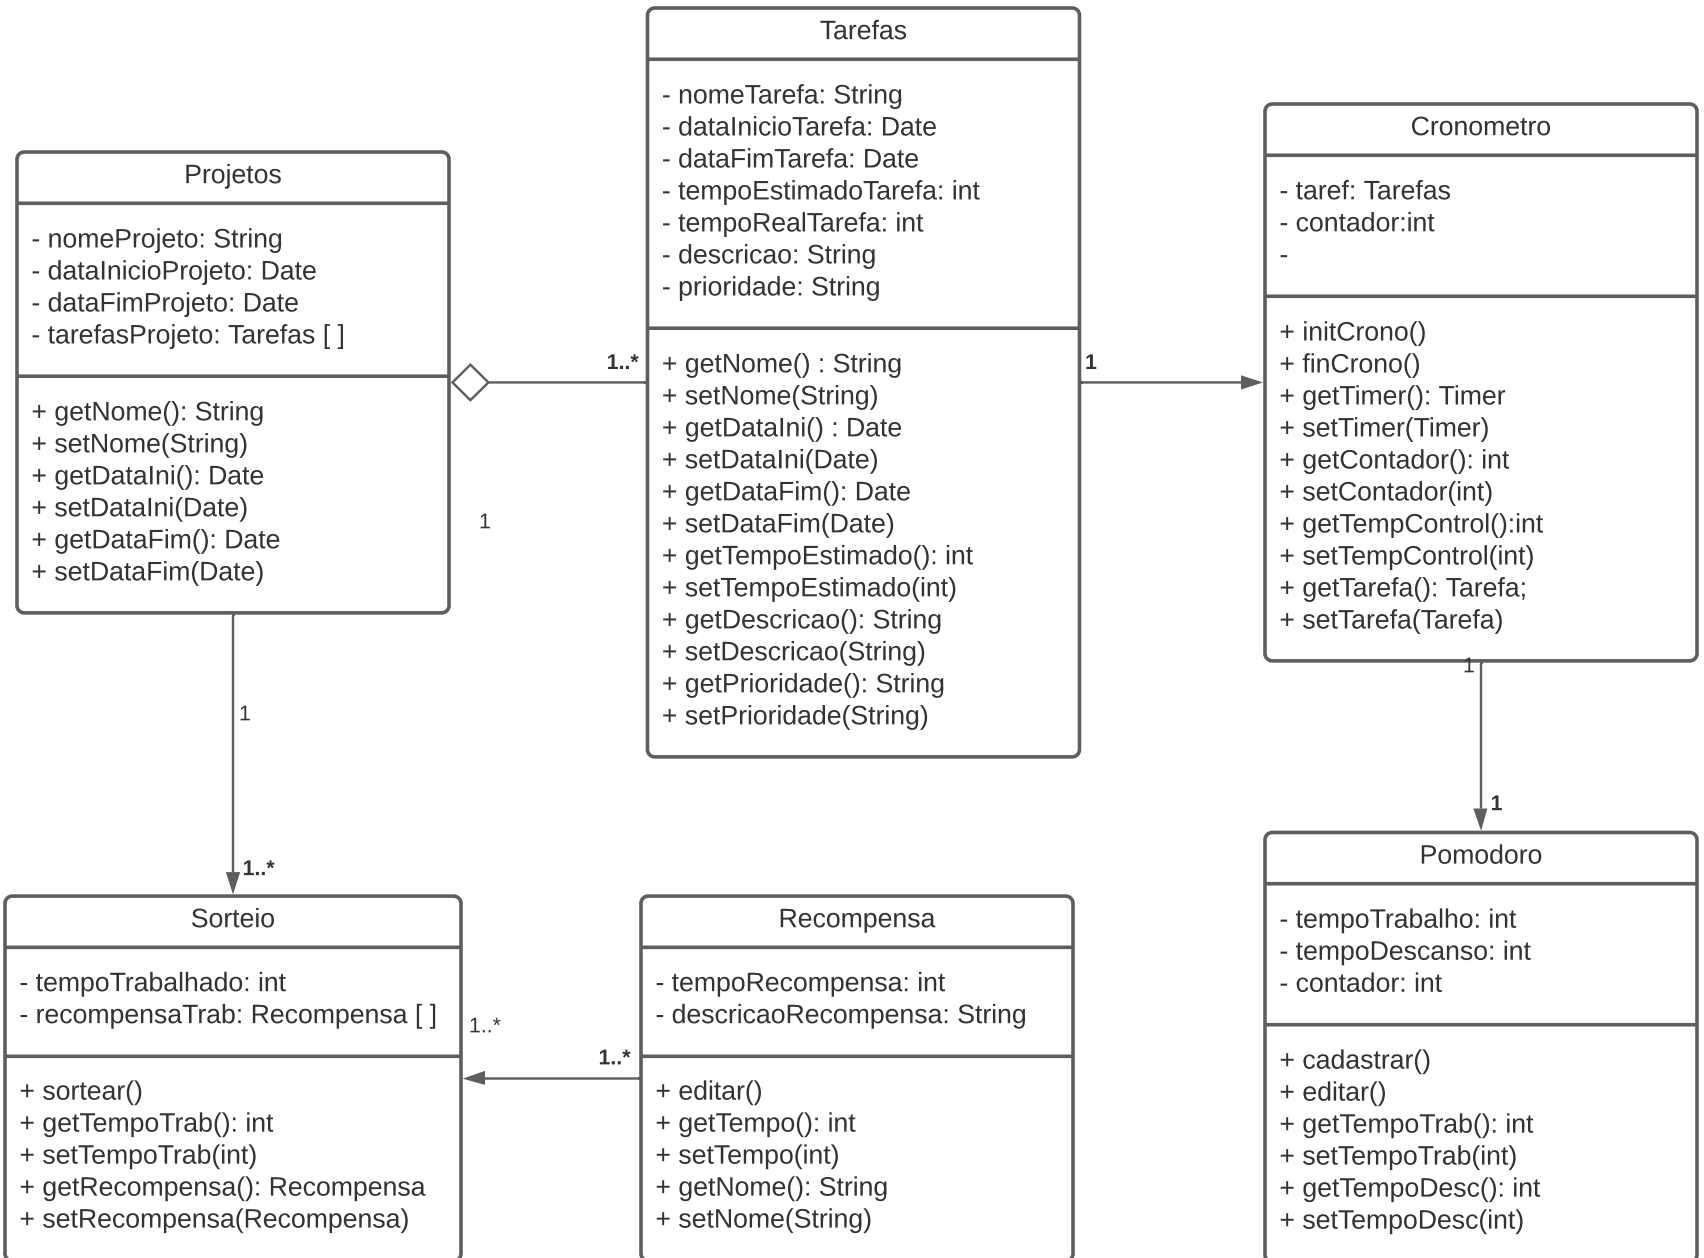 Projetos
- nomeProjeto: String
- dataInicioProjeto: Date
- dataFimProjeto: Date
- tarefasProjeto: Tarefas [ ]
+ getNome(): String
+ setNome(String)
+ getDataIni(): Date
+ setDataIni(Date)
+ getDataFim(): Date
+ setDataFim(Date)
1..*
1
Tarefas
- nomeTarefa: String
- dataInicioTarefa: Date
- dataFimTarefa: Date
- tempoEstimadoTarefa: int
- tempoRealTarefa: int
- descricao: String
- prioridade: String
+ getNome() : String
+ setNome(String)
+ getDataIni() : Date
+ setDataIni(Date)
+ getDataFim(): Date
+ setDataFim(Date)
+ getTempoEstimado(): int
+ setTempoEstimado(int)
+ getDescricao(): String
+ setDescricao(String)
+ getPrioridade(): String
+ setPrioridade(String)
1
Cronometro
- taref: Tarefas
- contador:int
-
+ initCrono()
+ finCrono()
+ getTimer(): Timer
+ setTimer(Timer)
+ getContador(): int
+ setContador(int)
+ getTempControl():int
+ setTempControl(int)
+ getTarefa(): Tarefa;
+ setTarefa(Tarefa)
1
1
1
1..*
Sorteio
- tempoTrabalhado: int
- recompensaTrab: Recompensa [ ]
+ sortear()
+ getTempoTrab(): int
+ setTempoTrab(int)
+ getRecompensa(): Recompensa
+ setRecompensa(Recompensa)
1..*
1..*
Recompensa
- tempoRecompensa: int
- descricaoRecompensa: String
+ editar()
+ getTempo(): int
+ setTempo(int)
+ getNome(): String
+ setNome(String)
Pomodoro
- tempoTrabalho: int
- tempoDescanso: int
- contador: int
+ cadastrar()
+ editar()
+ getTempoTrab(): int
+ setTempoTrab(int)
+ getTempoDesc(): int
+ setTempoDesc(int)